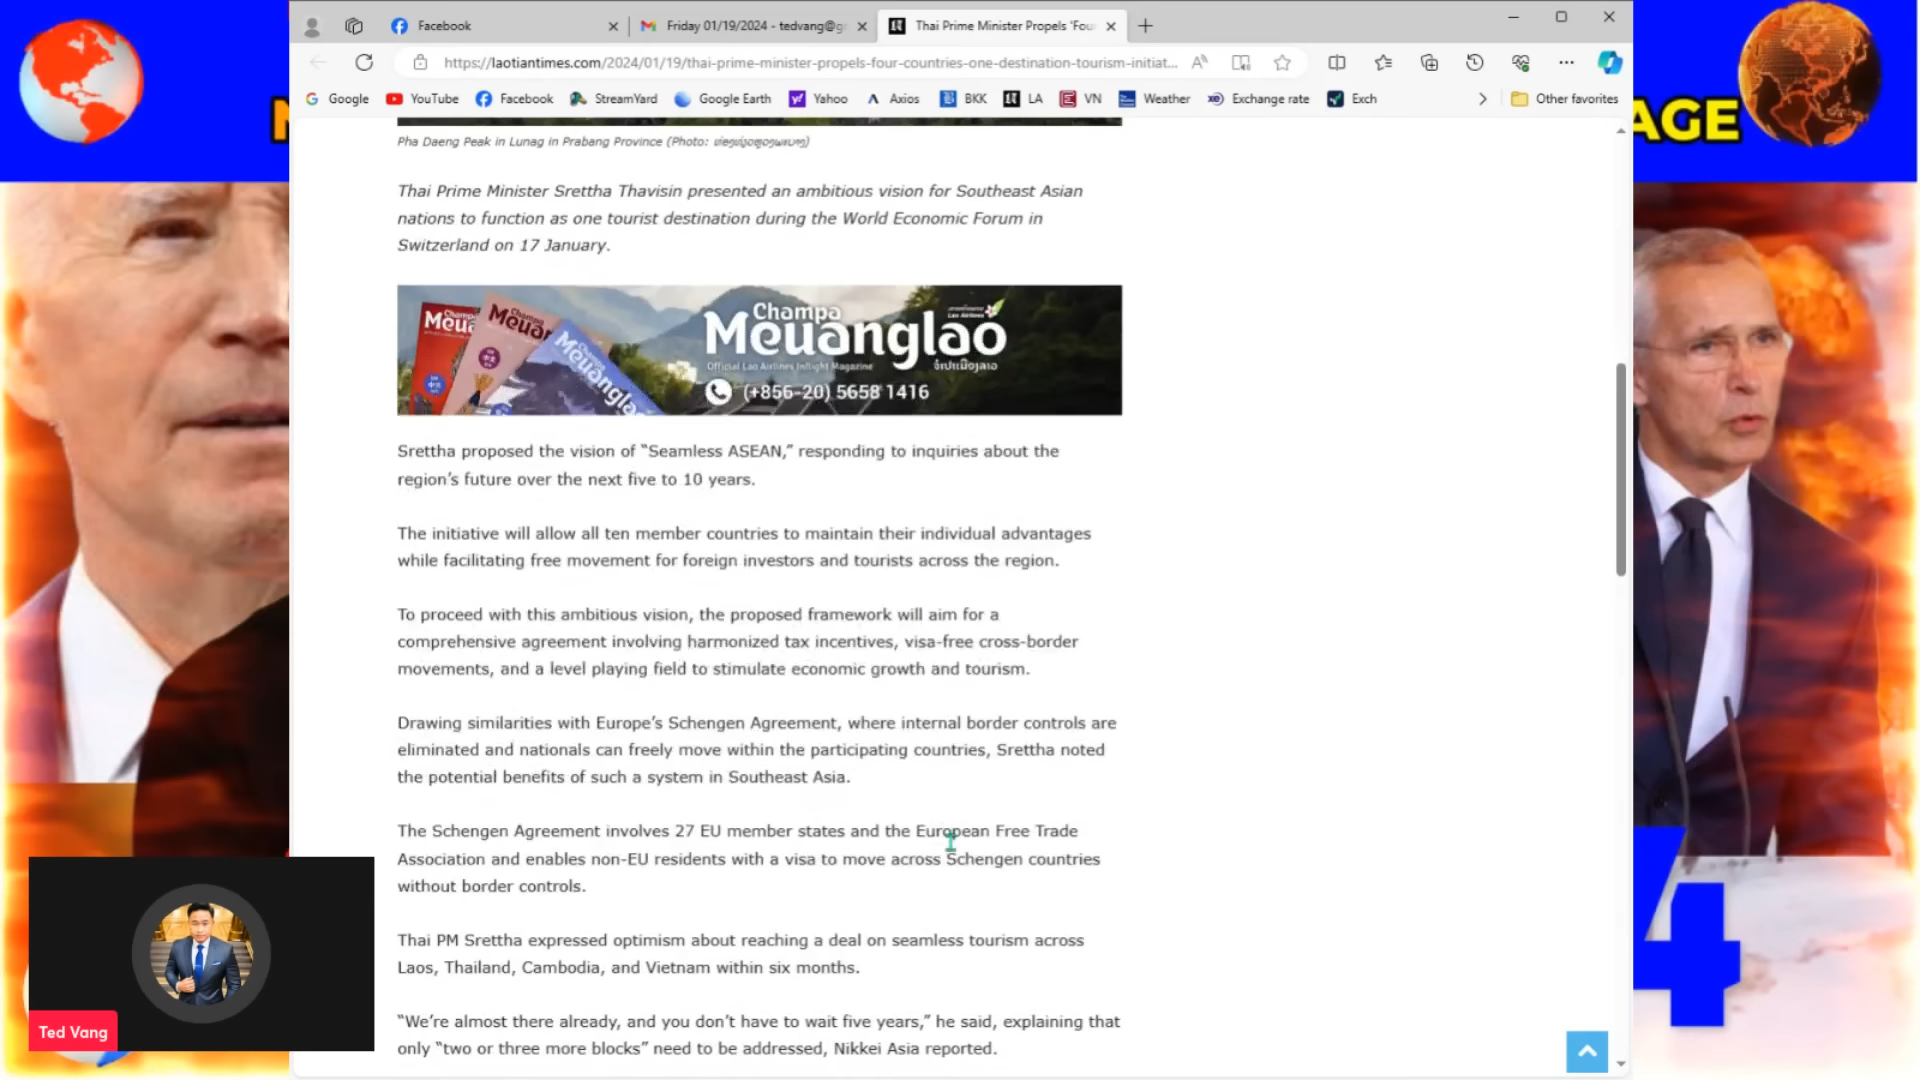 Facebook
Friday 01/19/2024 - tedvang@g
Thai Prime Minister Propels 'Fou
https://laotiantimes.com/2024/01/19/thai-prime-minister-propels-four-countries-one-destination-tourism-initiat...
Google YouTube Facebook StreamYard Google Earth Yahoo Axios BKK LA VN Weather Exchange rate Exch Other favorites
AGE
Pha Daeng Peak in Lunag in Prabang Province (Photo:
Thai Prime Minister Srettha Thavisin presented an ambitious vision for Southeast Asian
nations to function as one tourist destination during the World Economic Forum in
Switzerland on 17 January.
Champa
Meuanglao
Official Lao Airlines Inflight Magazine
(+856-20) 5658 1416
Srettha proposed the vision of “Seamless ASEAN,” responding to inquiries about the
region’s future over the next five to 10 years.
The initiative will allow all ten member countries to maintain their individual advantages
while facilitating free movement for foreign investors and tourists across the region.
To proceed with this ambitious vision, the proposed framework will aim for a
comprehensive agreement involving harmonized tax incentives, visa-free cross-border
movements, and a level playing field to stimulate economic growth and tourism.
Drawing similarities with Europe’s Schengen Agreement, where internal border controls are
eliminated and nationals can freely move within the participating countries, Srettha noted
the potential benefits of such a system in Southeast Asia.
The Schengen Agreement involves 27 EU member states and the European Free Trade
Association and enables non-EU residents with a visa to move across Schengen countries
without border controls.
Thai PM Srettha expressed optimism about reaching a deal on seamless tourism across
Laos, Thailand, Cambodia, and Vietnam within six months.
“We’re almost there already, and you don’t have to wait five years,” he said, explaining that
only “two or three more blocks” need to be addressed, Nikkei Asia reported.
Ted Vang
4